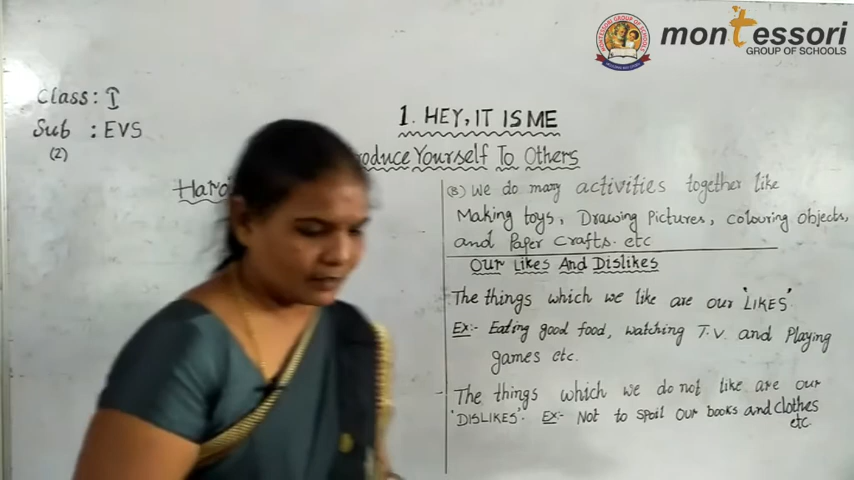 montessori
GROUP OF SCHOOLS
Class: I
Sub : EVS
(2)
1. HEY, IT IS ME
Yourself To Others
(8) We do many activities together like
Making toys, Drawing Pictures, Colouring Objects,
and Paper Crafts. etc
Our Likes And Dislikes
The things which we like are our 'LIKES'.
Ex:- Eating good food, watching T.V. and Playing
games etc.
The things which we do not like are our
'DISLIKES'. Ex:- Not to spoil our books and clothes
etc.